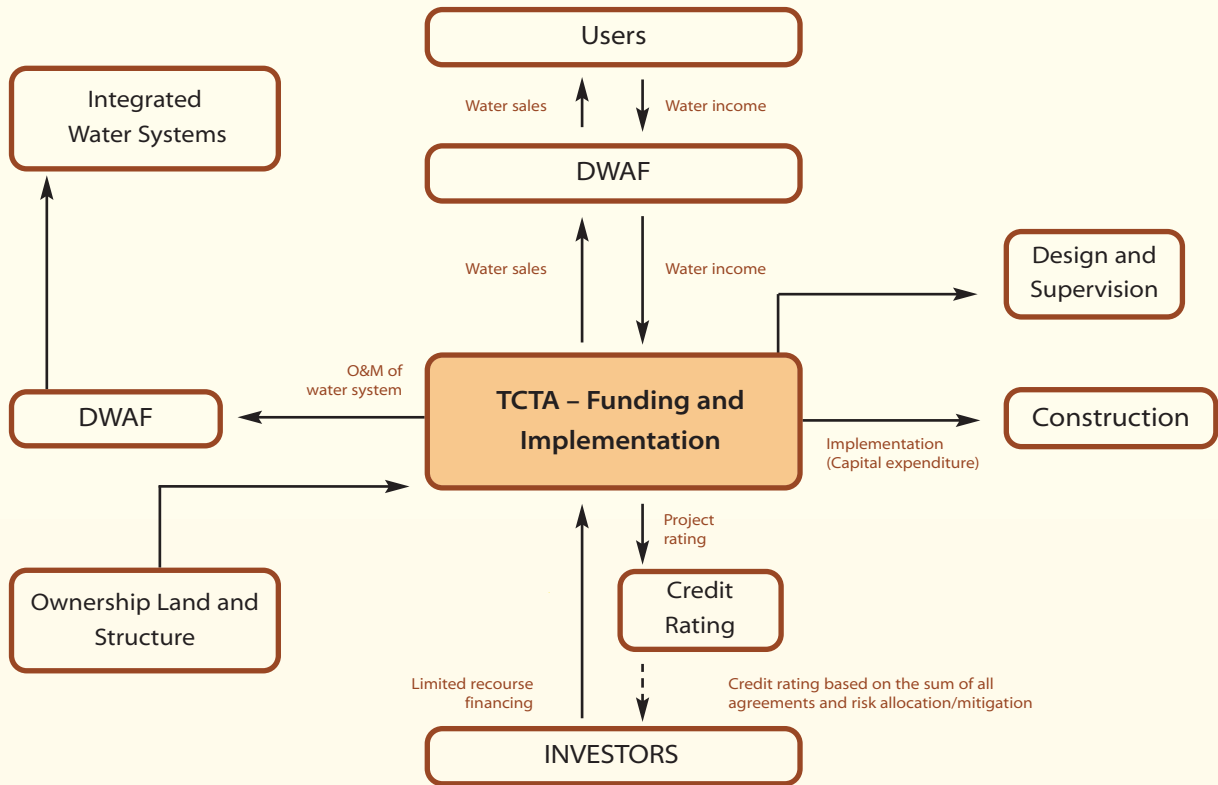 Users
Integrated
Water Systems
Water sales
Water income
DWAF
Design and
Supervision
Water sales
Water income
O&M of
water system
TCTA – Funding and
Implementation
DWAF
Construction
Implementation
(Capital expenditure)
Project
rating
Ownership Land and
Structure
Credit
Rating
Limited recourse
financing
Credit rating based on the sum of all
agreements and risk allocation/mitigation
INVESTORS